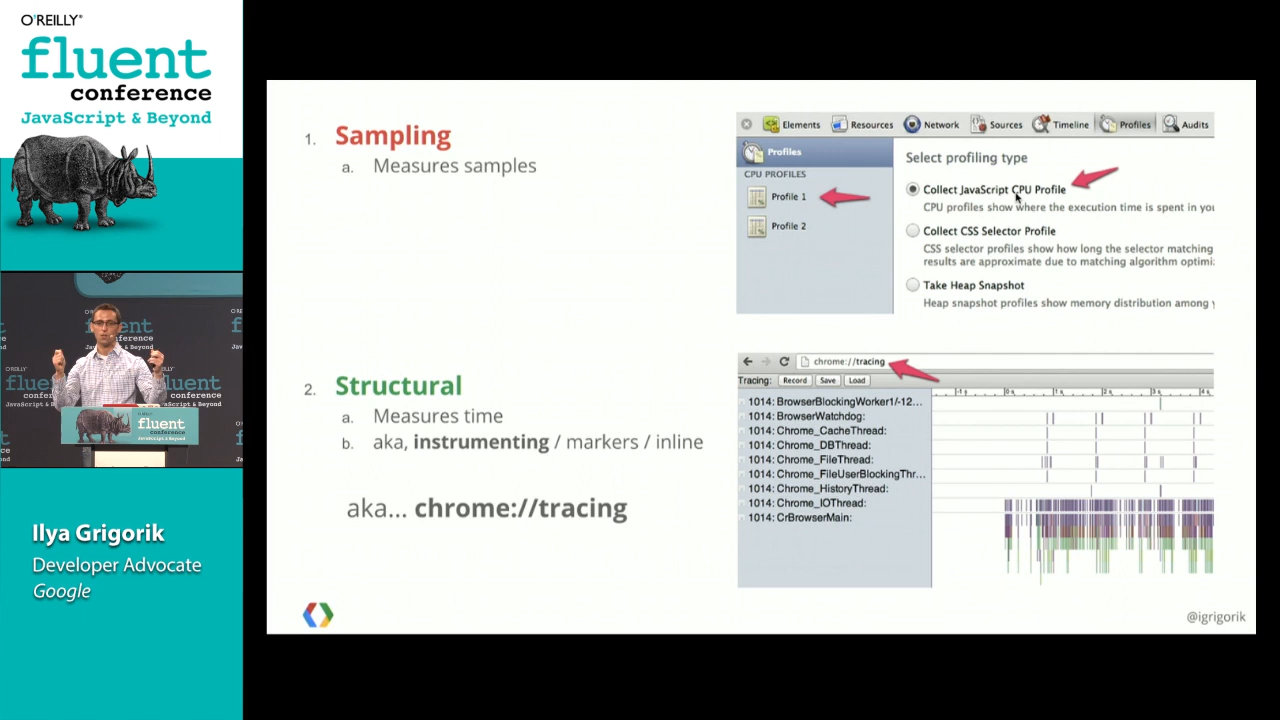 O'REILLY®
fluent
conference
JavaScript & Beyond
fluent
conference
JavaScript & Beyond
Ilya Grigorik
Developer Advocate
Google
1. Sampling
a. Measures samples
2. Structural
a. Measures time
b. aka, instrumenting / markers / inline
aka... chrome://tracing
Elements Resources Network Sources Timeline Profiles Audits
Profiles
CPU PROFILES
Profile 1
Profile 2
Select profiling type
Collect JavaScript CPU Profile
CPU profiles show where the execution time is spent in you
Collect CSS Selector Profile
CSS selector profiles show how long the selector matching
results are approximate due to matching algorithm optimi
Take Heap Snapshot
Heap snapshot profiles show memory distribution among y
chrome://tracing
Tracing: Record Save Load
1014: BrowserBlockingWorker1/-12...
1014: BrowserWatchdog:
1014: Chrome_CacheThread:
1014: Chrome_DBThread:
1014: Chrome_FileThread:
1014: Chrome_FileUserBlockingThr...
1014: Chrome_HistoryThread:
1014: Chrome_IOThread:
1014: CrBrowserMain:
@igrigorik